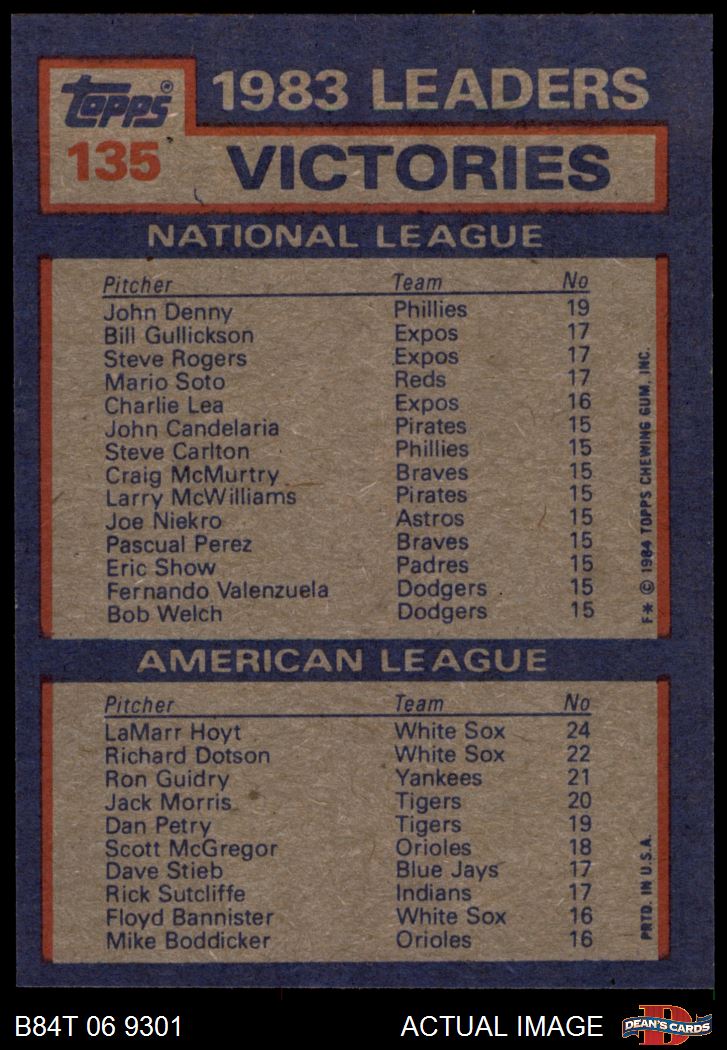 Topps®
135
1983 LEADERS
VICTORIES
NATIONAL LEAGUE
Pitcher Team No
John Denny Phillies 19
Bill Gullickson Expos 17
Steve Rogers Expos 17
Mario Soto Reds 17
Charlie Lea Expos 16
John Candelaria Pirates 15
Steve Carlton Phillies 15
Craig McMurtry Braves 15
Larry McWilliams Pirates 15
Joe Niekro Astros 15
Pascual Perez Braves 15
Eric Show Padres 15
Fernando Valenzuela Dodgers 15
Bob Welch Dodgers 15
F* © 1984 TOPPS CHEWING GUM, INC.
AMERICAN LEAGUE
Pitcher Team No
LaMarr Hoyt White Sox 24
Richard Dotson White Sox 22
Ron Guidry Yankees 21
Jack Morris Tigers 20
Dan Petry Tigers 19
Scott McGregor Orioles 18
Dave Stieb Blue Jays 17
Rick Sutcliffe Indians 17
Floyd Bannister White Sox 16
Mike Boddicker Orioles 16
PRTD. IN U.S.A.
B84T 06 9301 ACTUAL IMAGE
D
DEAN'S CARDS